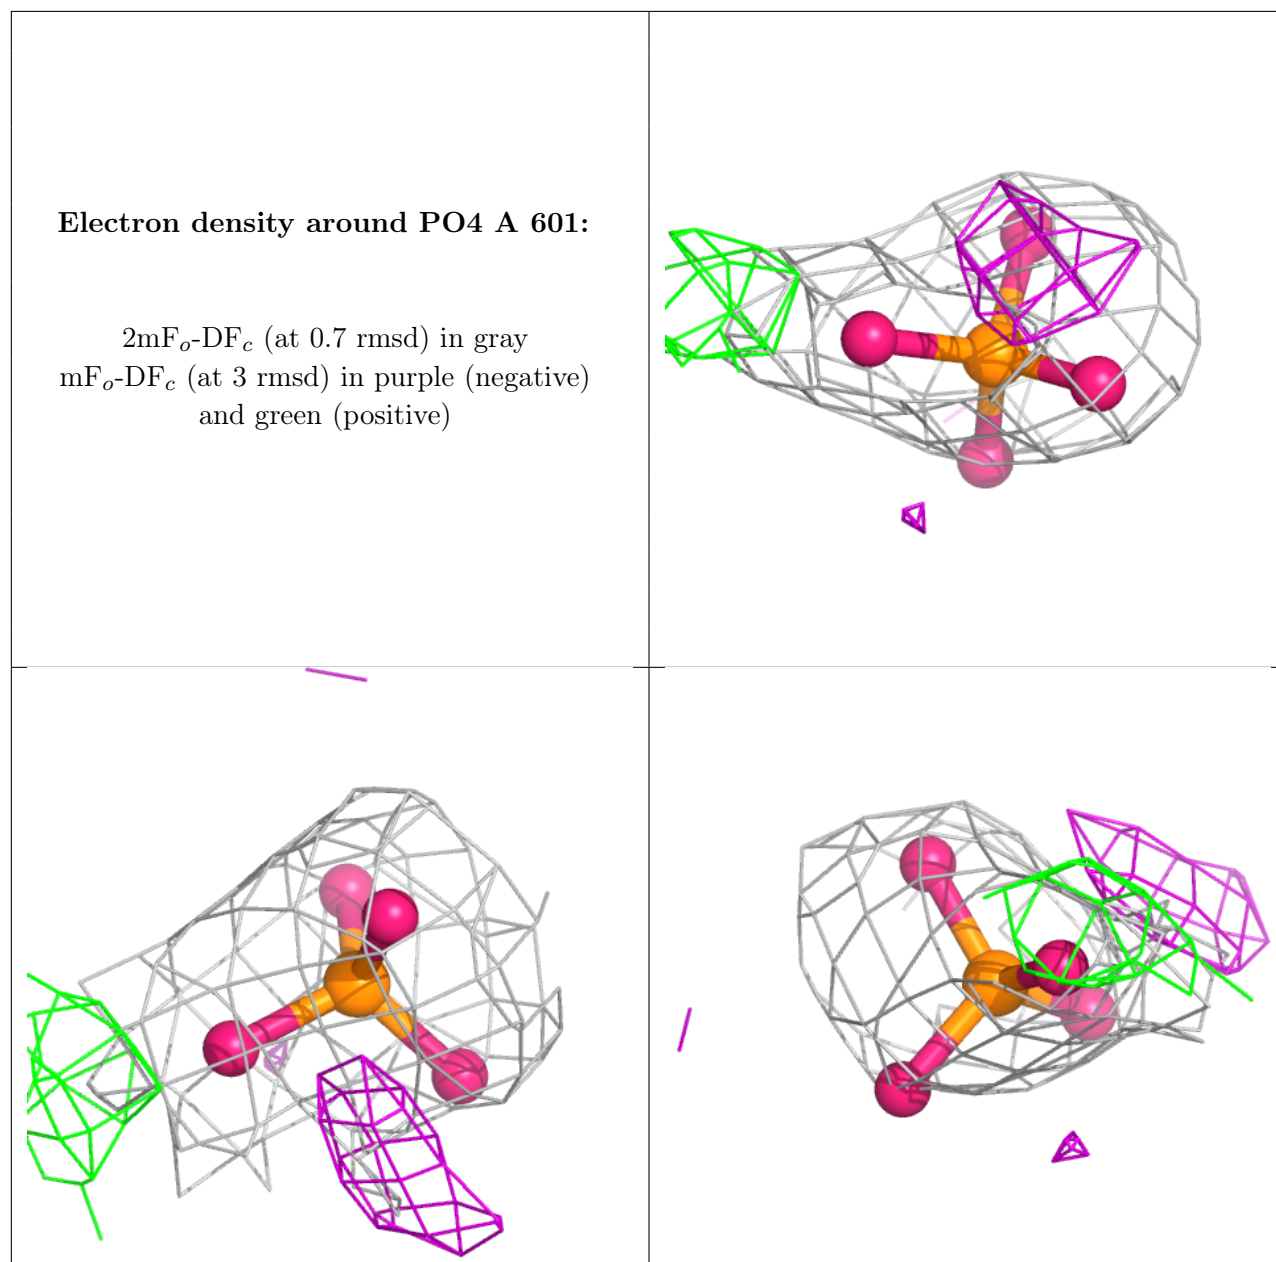 Electron density around PO4 A 601:
2mFo-DFc (at 0.7 rmsd) in gray
mFo-DFc (at 3 rmsd) in purple (negative)
and green (positive)